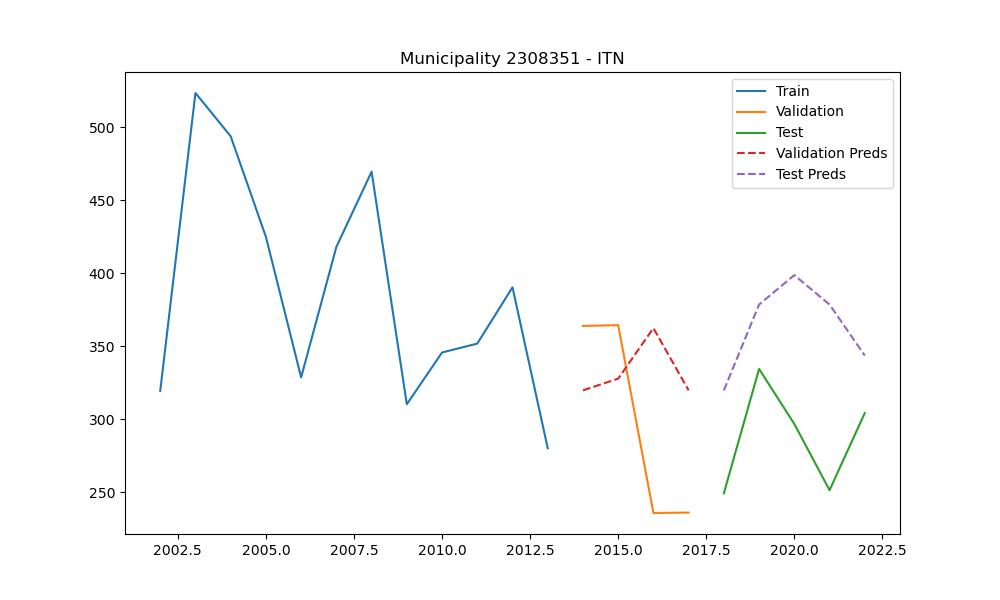 Municipality 2308351 - ITN
Train
Validation
Test
Validation Preds
Test Preds
500
450
400
350
300
250
2002.5 2005.0 2007.5 2010.0 2012.5 2015.0 2017.5 2020.0 2022.5